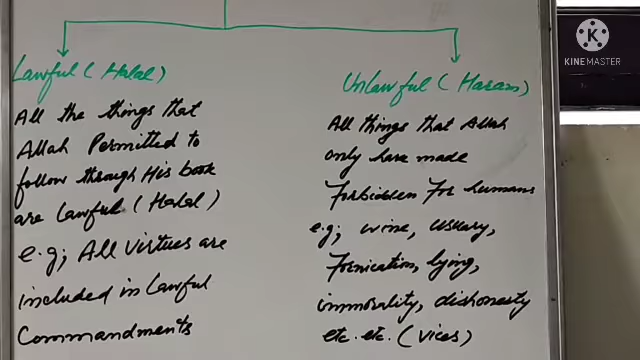 KINEMASTER
Lawful (Halal)
All the things that
Allah Permitted to
follow through His book
are lawful (Halal)
e.g; All virtues are
included in Lawful
Commandments
Unlawful (Haram)
All things that Allah
only have made
Forbidden For humans
e.g; wine, usuary,
Fornication, lying,
immorality, dishonesty
etc. etc. (vices)